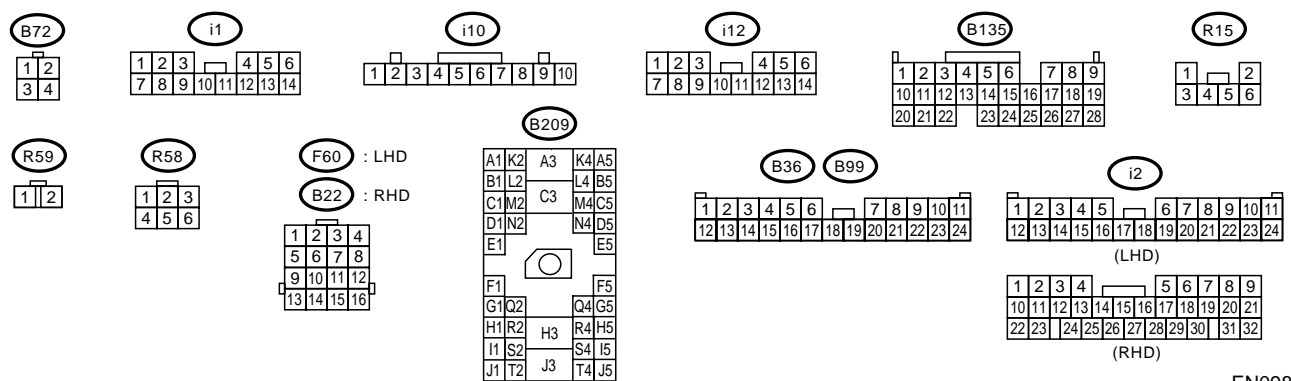 B72
1 2
3 4
i1
1 2 3 4 5 6
7 8 9 10 11 12 13 14
i10
1 2 3 4 5 6 7 8 9 10
i12
1 2 3 4 5 6
7 8 9 10 11 12 13 14
B135
1 2 3 4 5 6 7 8 9
10 11 12 13 14 15 16 17 18 19
20 21 22 23 24 25 26 27 28
R15
1 2
3 4 5 6
R59
1 2
R58
1 2 3
4 5 6
F60 : LHD
B22 : RHD
1 2 3 4
5 6 7 8
9 10 11 12
13 14 15 16
B209
A1 K2 A3 K4 A5
B1 L2 L4 B5
C1 M2 C3 M4 C5
D1 N2 N4 D5
E1 E5
F1 F5
G1 Q2 Q4 G5
H1 R2 H3 R4 H5
I1 S2 S4 I5
J1 T2 J3 T4 J5
B36 B99
1 2 3 4 5 6 7 8 9 10 11
12 13 14 15 16 17 18 19 20 21 22 23 24
i2
1 2 3 4 5 6 7 8 9 10 11
12 13 14 15 16 17 18 19 20 21 22 23 24
(LHD)
1 2 3 4 5 6 7 8 9
10 11 12 13 14 15 16 17 18 19 20 21
22 23 24 25 26 27 28 29 30 31 32
(RHD)